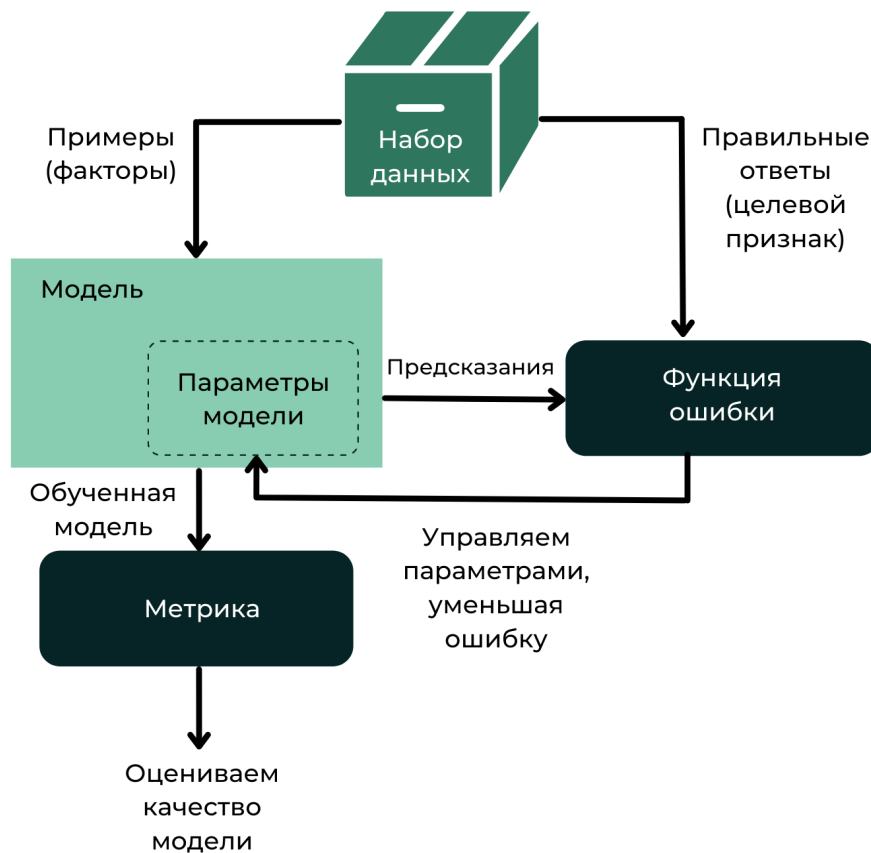 Набор
данных
Примеры
(факторы)
Правильные
ответы
(целевой
признак)
Модель
Параметры
модели
Предсказания
Функция
ошибки
Обученная
модель
Управляем
параметрами,
уменьшая
ошибку
Метрика
Оцениваем
качество
модели